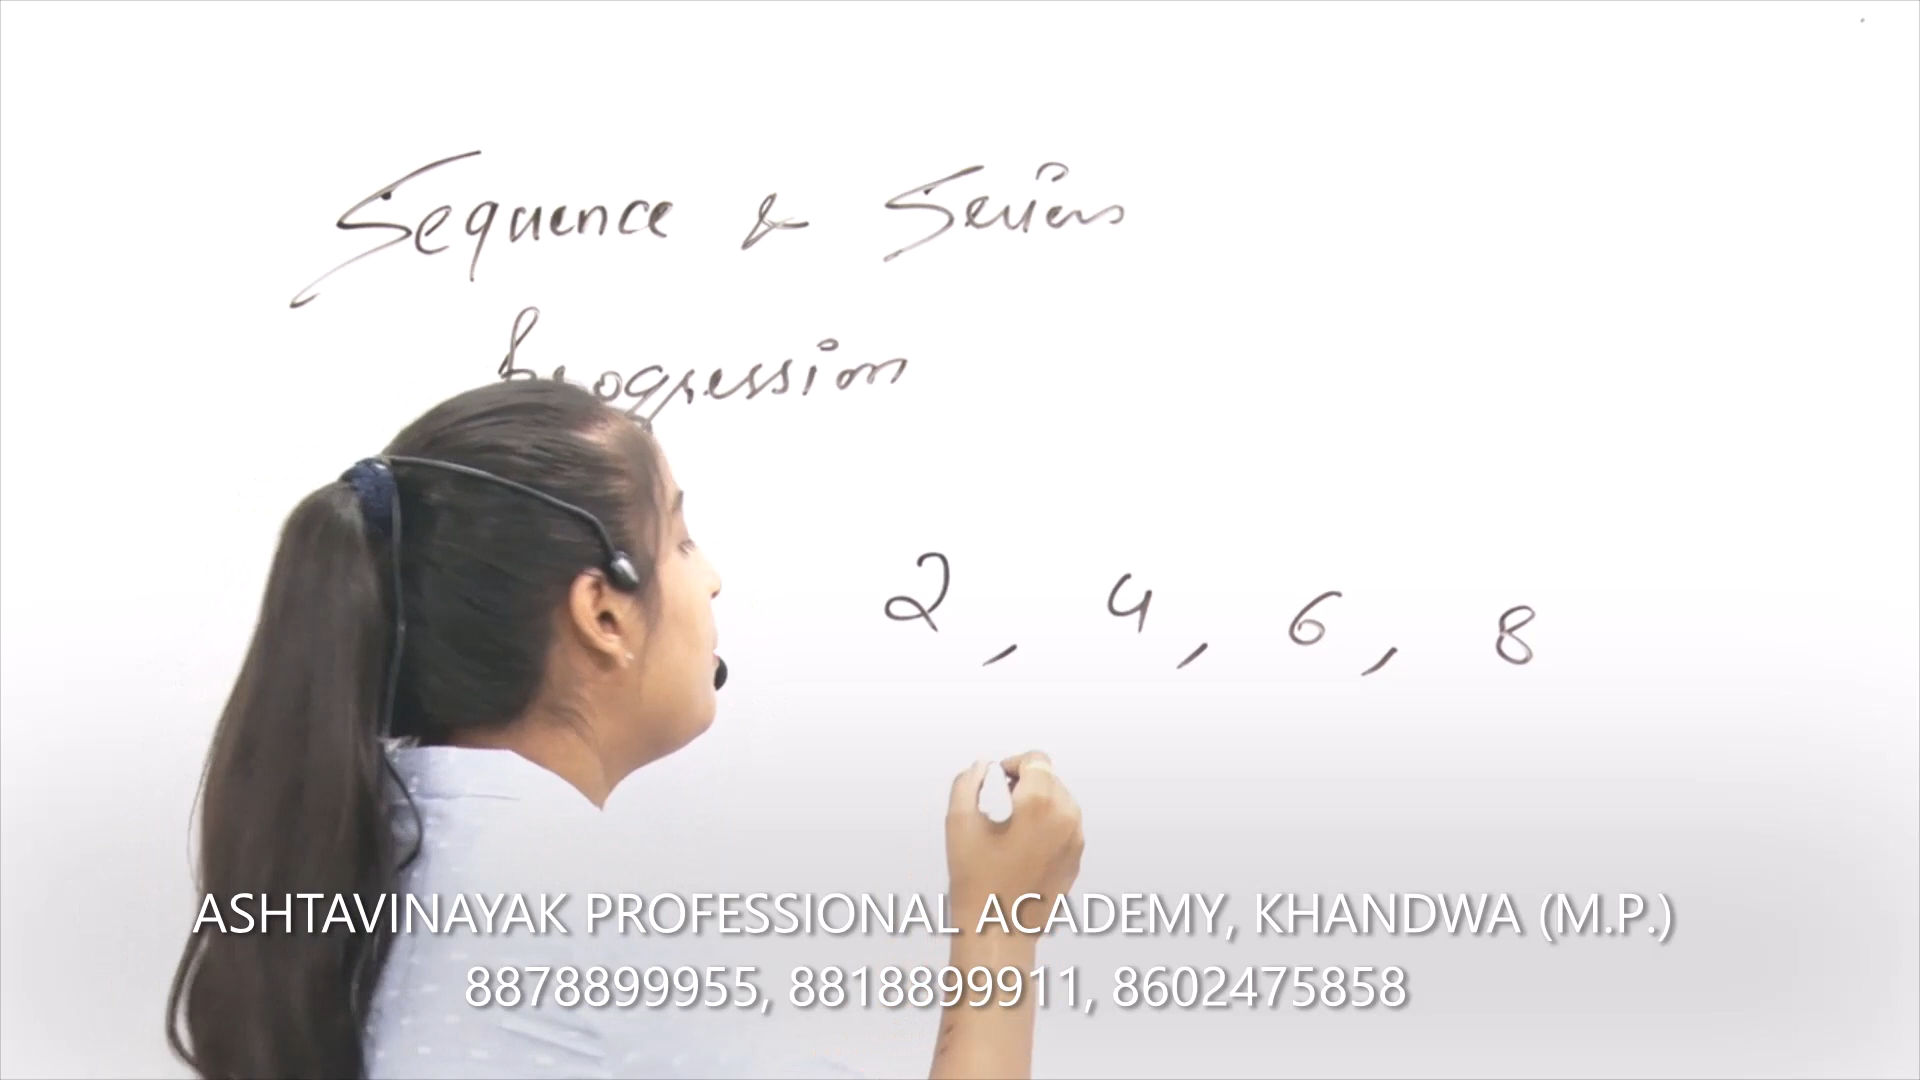 Sequence & Series
Progression
2, 4, 6, 8
ASHTAVINAYAK PROFESSIONAL ACADEMY, KHANDWA (M.P.)
8878899955, 8818899911, 8602475858